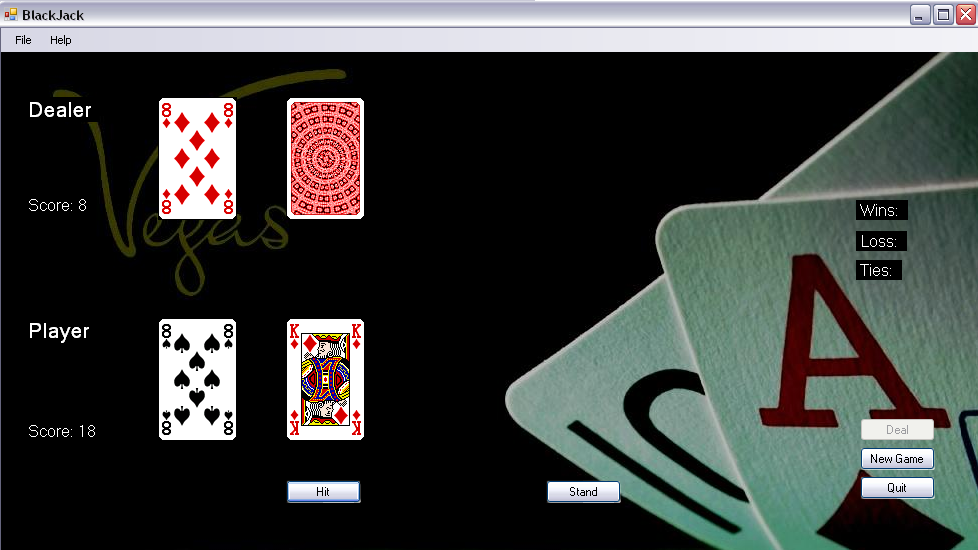 BlackJack
File Help
Vegas
Dealer
8 8
8 8
Score: 8
Wins:
Loss:
Ties:
Player
8 8 K K
8 8 K K
Score: 18
A
Deal
New Game
Quit
Hit
Stand